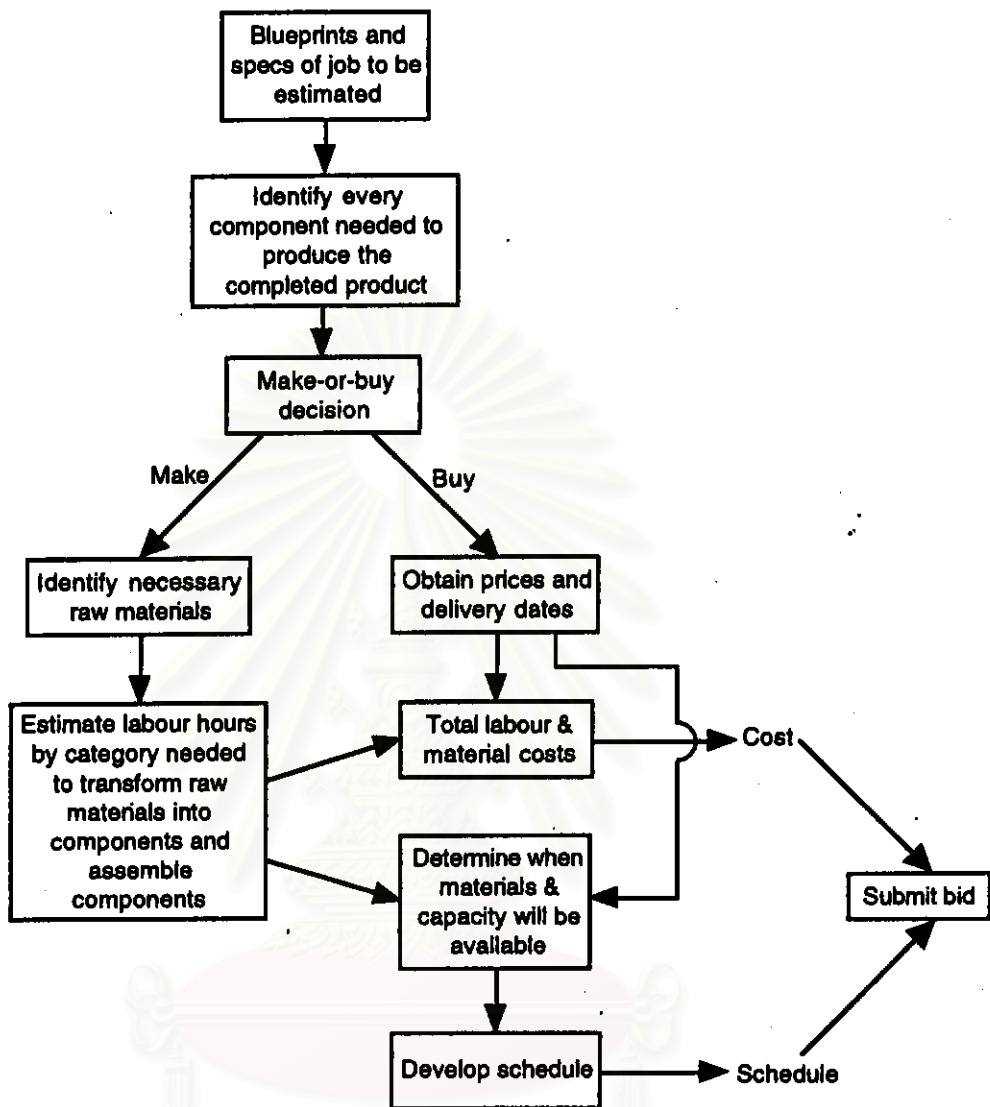 Blueprints and
specs of job to be
estimated
Identify every
component needed to
produce the
completed product
Make-or-buy
decision
Make
Buy
Identify necessary
raw materials
Obtain prices and
delivery dates
Estimate labour hours
by category needed
to transform raw
materials into
components and
assemble
components
Total labour &
material costs
Cost
Determine when
materials &
capacity will be
available
Submit bid
Develop schedule
Schedule